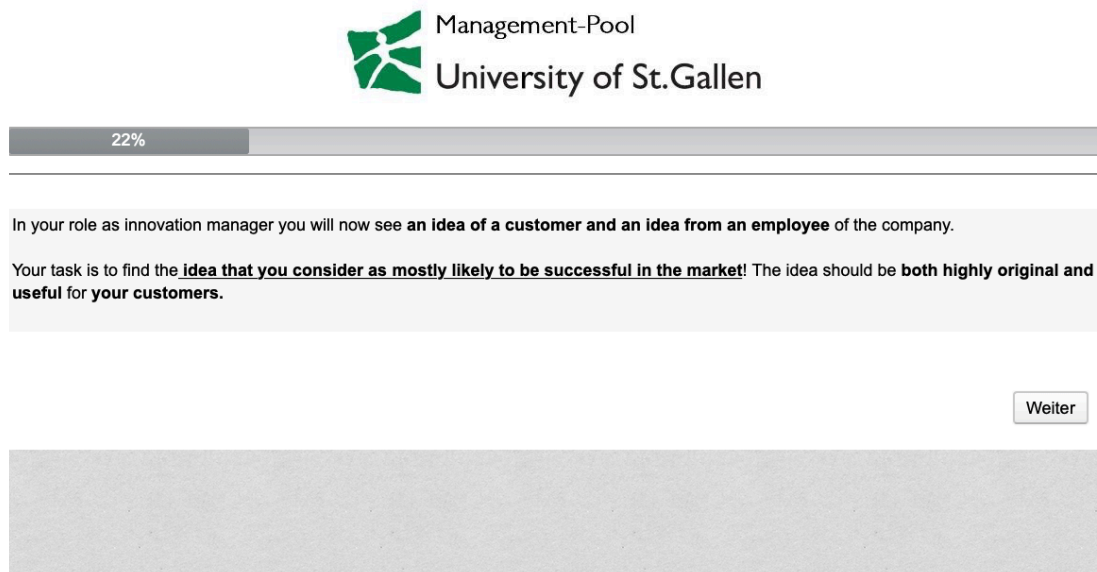 Management-Pool
University of St.Gallen
22%
In your role as innovation manager you will now see an idea of a customer and an idea from an employee of the company.
Your task is to find the idea that you consider as mostly likely to be successful in the market! The idea should be both highly original and
useful for your customers.
Weiter